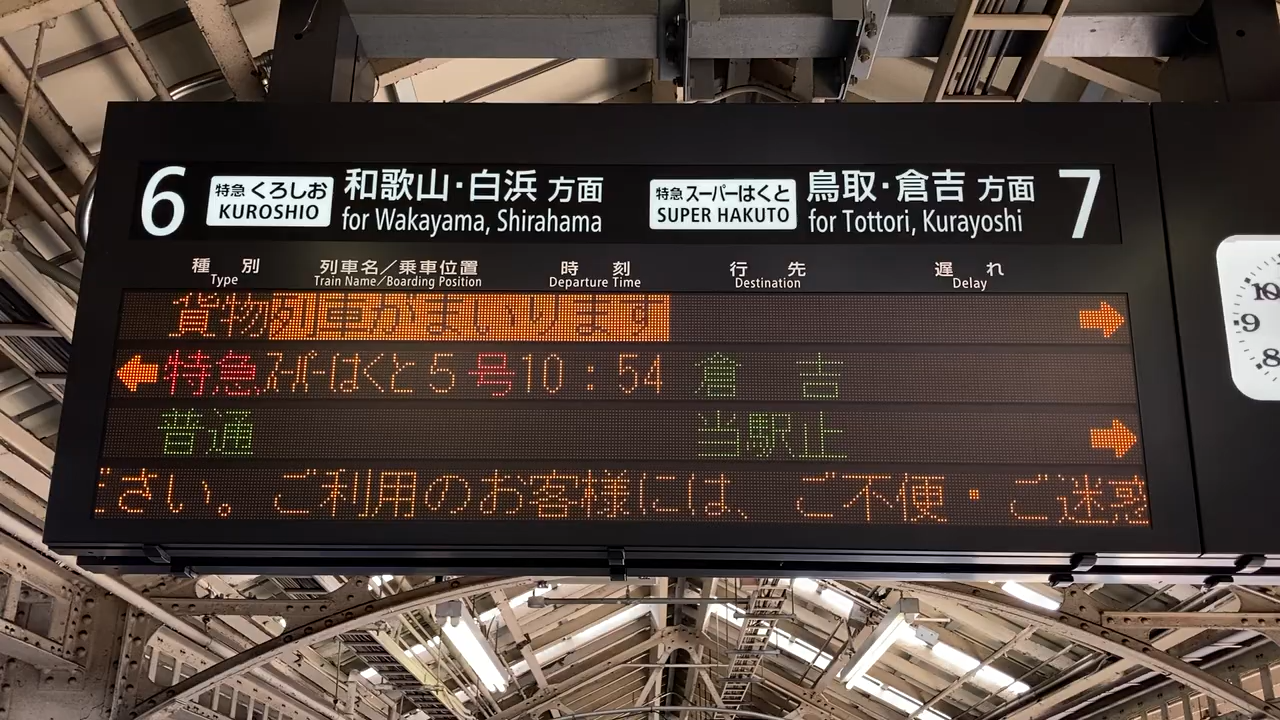 6 特急 くろしお 和歌山・白浜 方面 特急 スーパーはくと 鳥取・倉吉 方面 7
KUROSHIO for Wakayama, Shirahama SUPER HAKUTO for Tottori, Kurayoshi
種別 列車名/乗車位置 時刻 行先 遅れ
Type Train Name/Boarding Position Departure Time Destination Delay
貨物列車がまいります →
← 特急 スーパーはくと 5号 10:54 倉吉
普通 当駅止 →
ださい。ご利用のお客様には、ご不便・ご迷惑
10
9
8